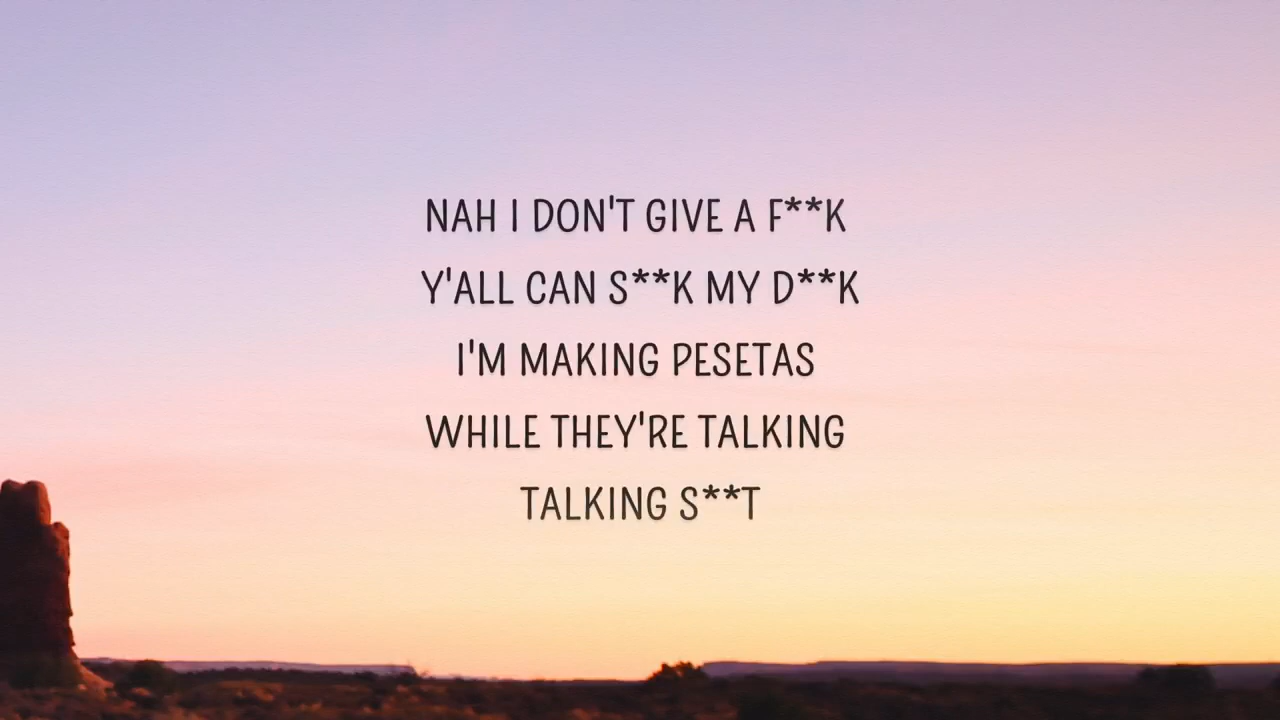 NAH I DON'T GIVE A F**K
Y'ALL CAN S**K MY D**K
I'M MAKING PESETAS
WHILE THEY'RE TALKING
TALKING S**T